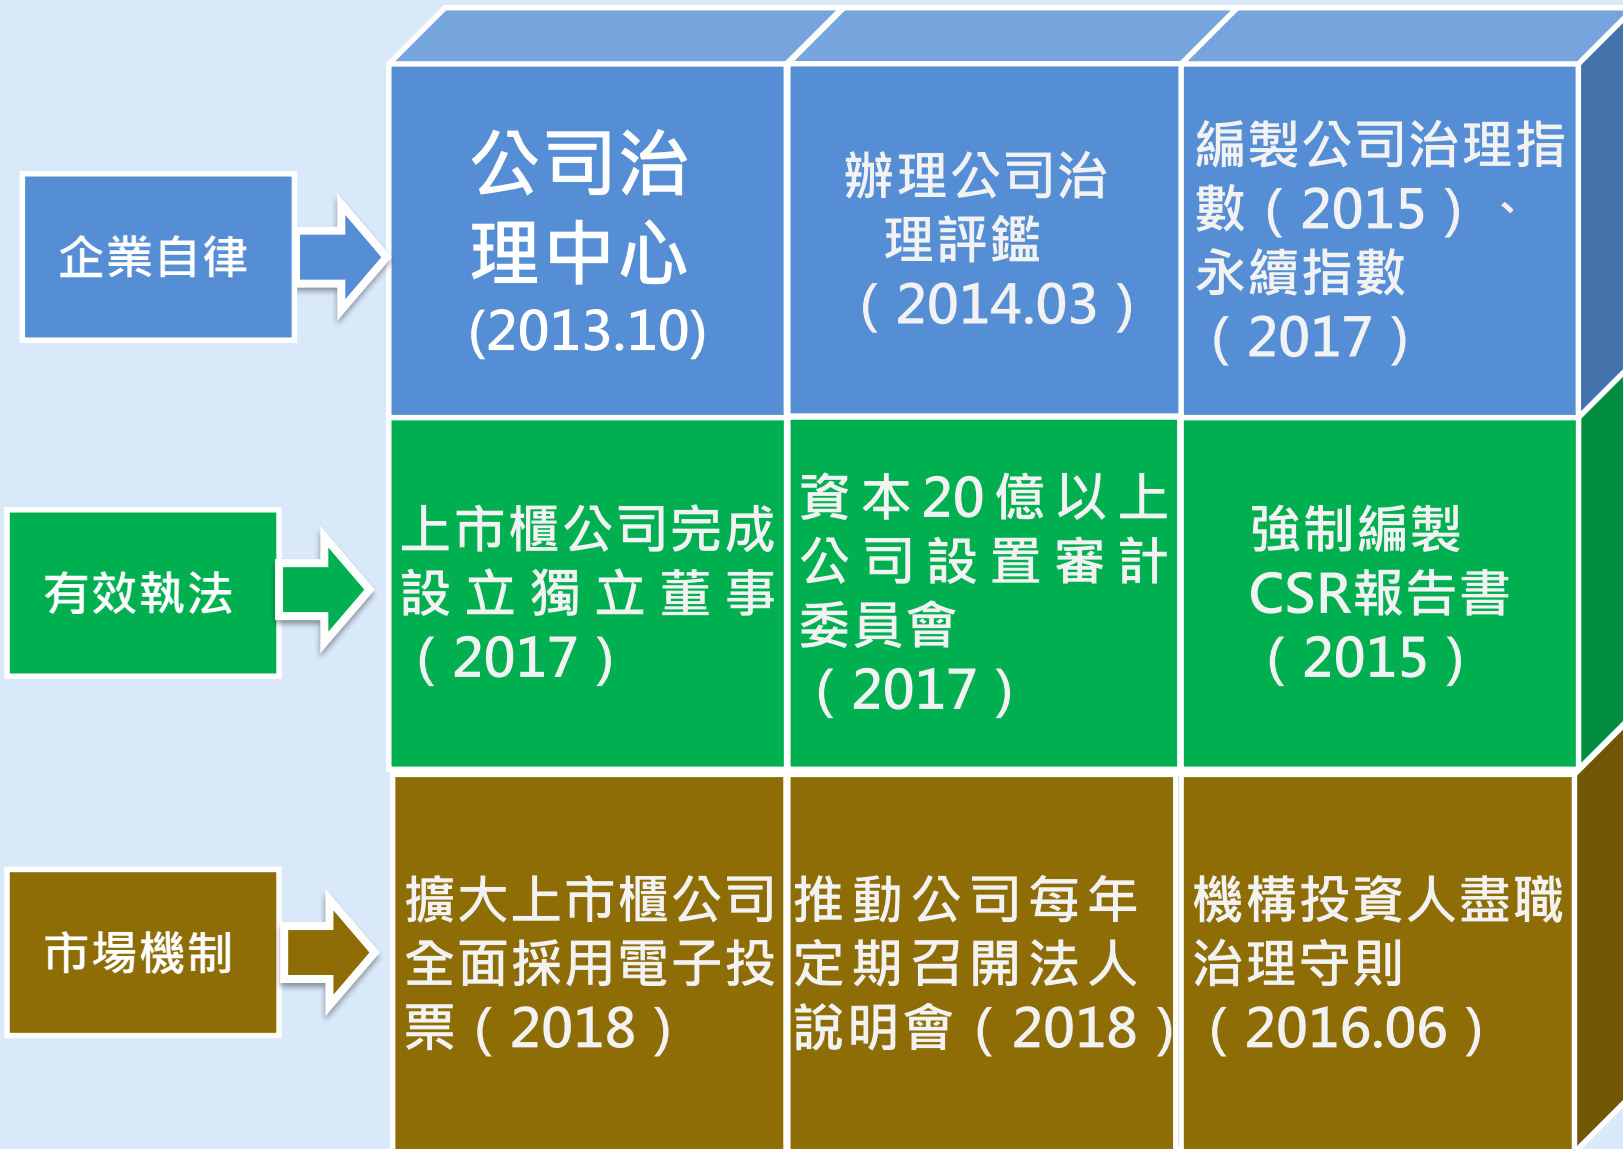 企業自律
公司治
理中心
(2013.10)
辦理公司治
理評鑑
（2014.03）
編製公司治理指
數（2015）、
永續指數
（2017）
有效執法
上市櫃公司完成
設立獨立董事
（2017）
資本20億以上
公司設置審計
委員會
（2017）
強制編製
CSR報告書
（2015）
市場機制
擴大上市櫃公司
全面採用電子投
票（2018）
推動公司每年
定期召開法人
說明會（2018）
機構投資人盡職
治理守則
（2016.06）